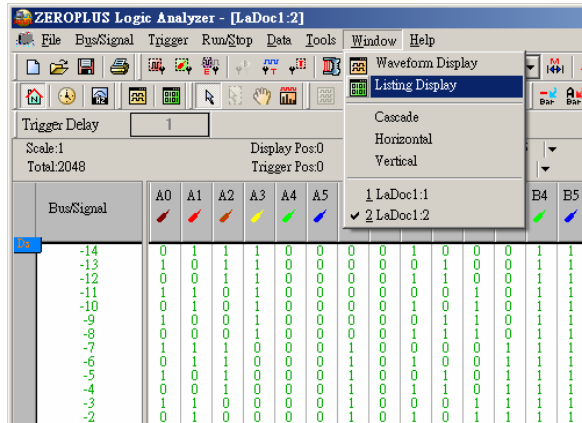 ZEROPLUS Logic Analyzer - [LaDoc1:2]
File Bus/Signal Trigger Run/Stop Data Tools Window Help
Waveform Display
Listing Display
Cascade
Horizontal
Vertical
1 LaDoc1:1
✓ 2 LaDoc1:2
Bar Bar
Trigger Delay 1
Scale:1 Display Pos:0
Total:2048 Trigger Pos:0
Bus/Signal A0 A1 A2 A3 A4 A5 B4 B5
Ds
-14 0 1 1 1 0 0 0 0 1 0 0 0 1 1
-13 1 0 1 1 0 0 0 0 0 1 0 0 1 1
-12 0 0 1 1 0 0 0 0 1 1 0 0 1 1
-11 1 1 0 1 0 0 0 0 0 0 1 0 1 1
-10 0 1 0 1 0 0 0 0 1 0 1 0 1 1
-9 1 0 0 1 0 0 0 0 0 1 1 0 1 1
-8 0 0 0 1 0 0 0 0 1 1 1 0 1 1
-7 1 1 1 0 0 0 1 0 0 0 0 1 1 1
-6 0 1 1 0 0 0 1 0 1 0 0 1 1 1
-5 1 0 1 0 0 0 1 0 0 1 0 1 1 1
-4 0 0 1 0 0 0 1 0 1 1 0 1 1 1
-3 1 1 0 0 0 0 1 0 0 0 1 1 1 1
-2 0 1 0 0 0 0 1 0 1 0 1 1 1 1